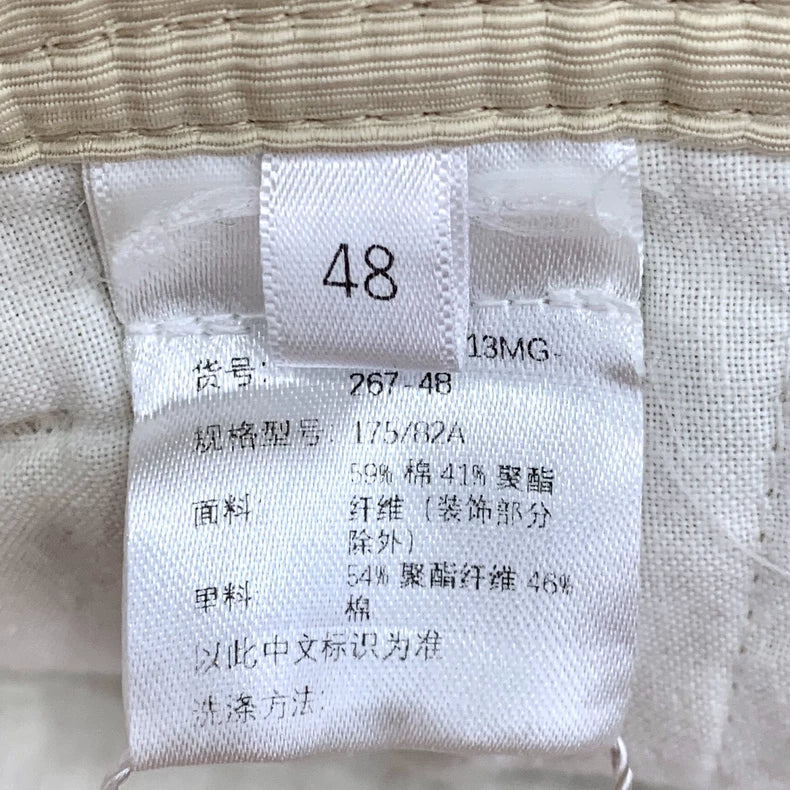 48
货号: 13MG-
267-48
规格型号: 175/82A
59% 棉 41% 聚酯
面料 纤维 (装饰部分
除外)
54% 聚酯纤维 46%
里料
棉
以此中文标识为准
洗涤方法: